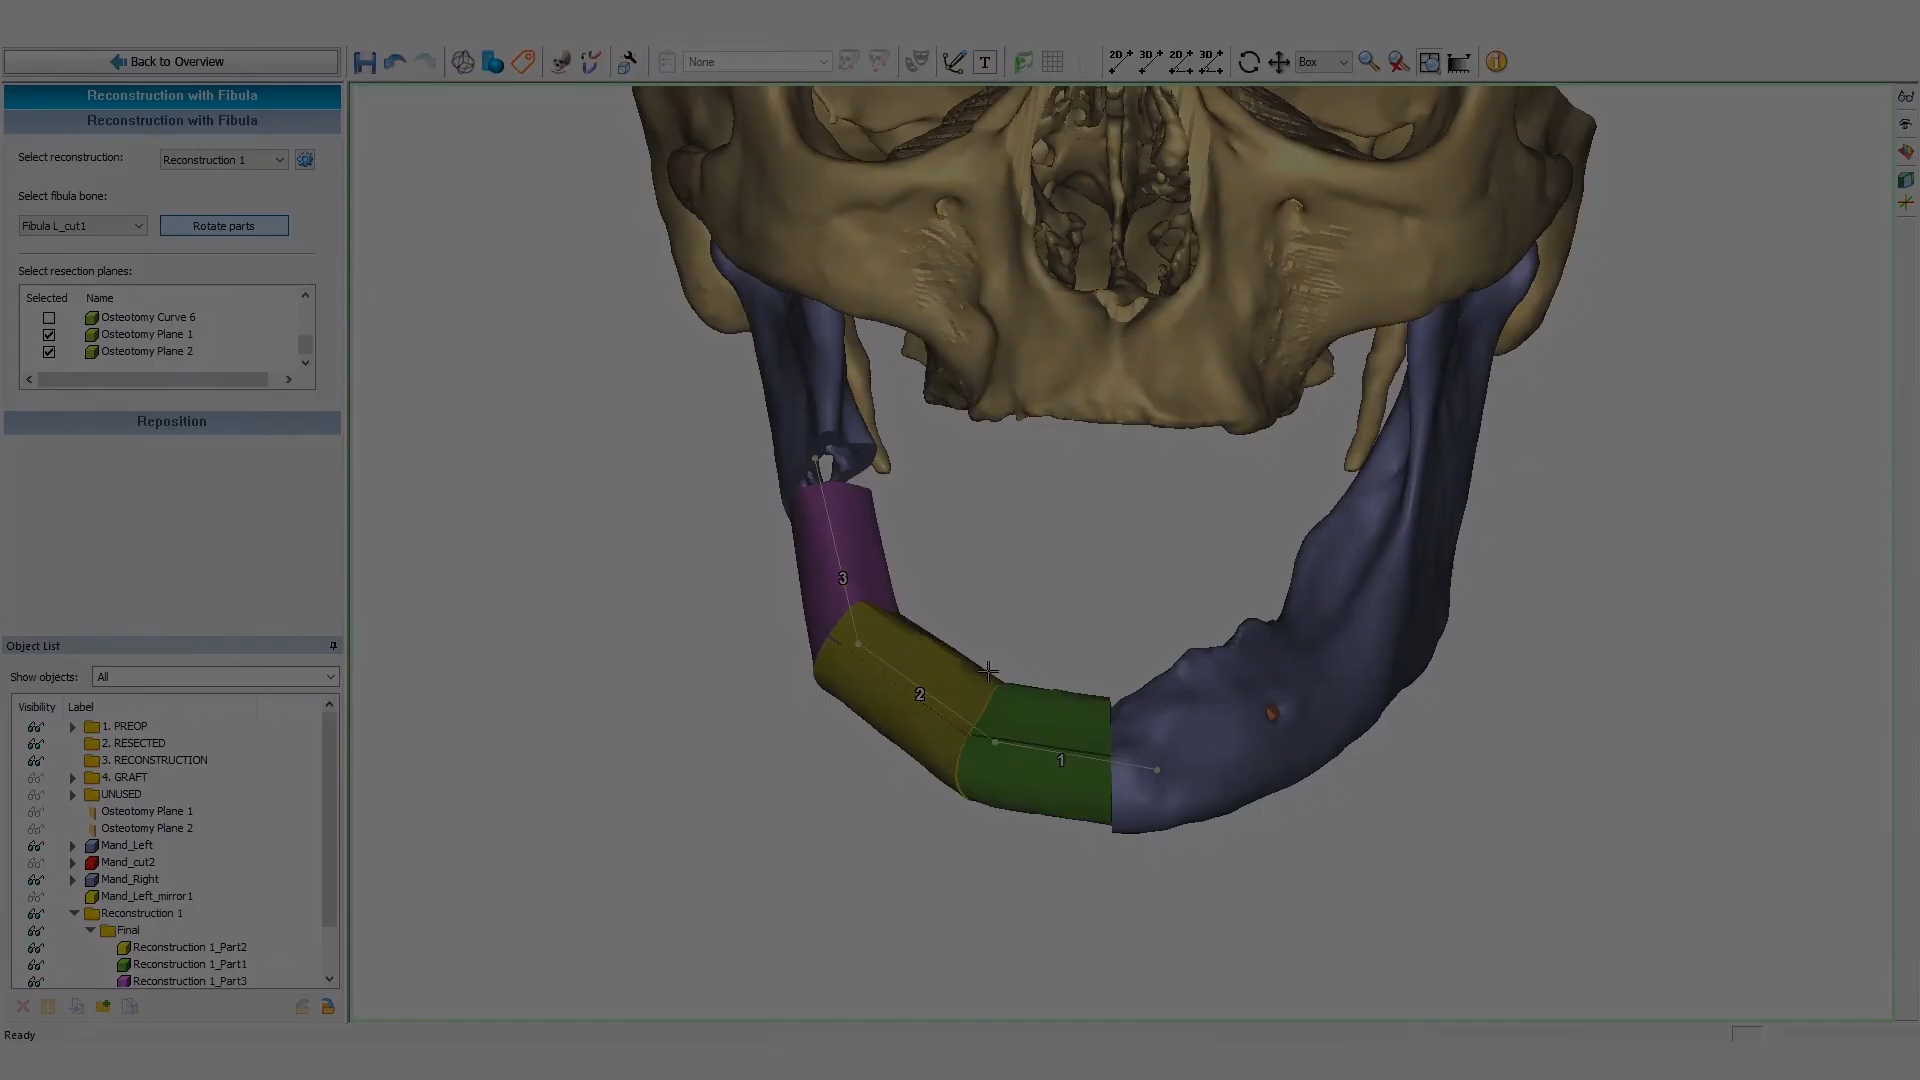 Back to Overview
None
T
2D
3D
2D
3D
Box
Reconstruction with Fibula
Reconstruction with Fibula
Select reconstruction:
Reconstruction 1
Select fibula bone:
Fibula L_cut1
Rotate parts
Select resection planes:
Selected Name
Osteotomy Curve 6
Osteotomy Plane 1
Osteotomy Plane 2
Reposition
3
2
1
Object List
Show objects:
All
Visibility Label
1. PREOP
2. RESECTED
3. RECONSTRUCTION
4. GRAFT
UNUSED
Osteotomy Plane 1
Osteotomy Plane 2
Mand_Left
Mand_cut2
Mand_Right
Mand_Left_mirror1
Reconstruction 1
Final
Reconstruction 1_Part2
Reconstruction 1_Part1
Reconstruction 1_Part3
Ready